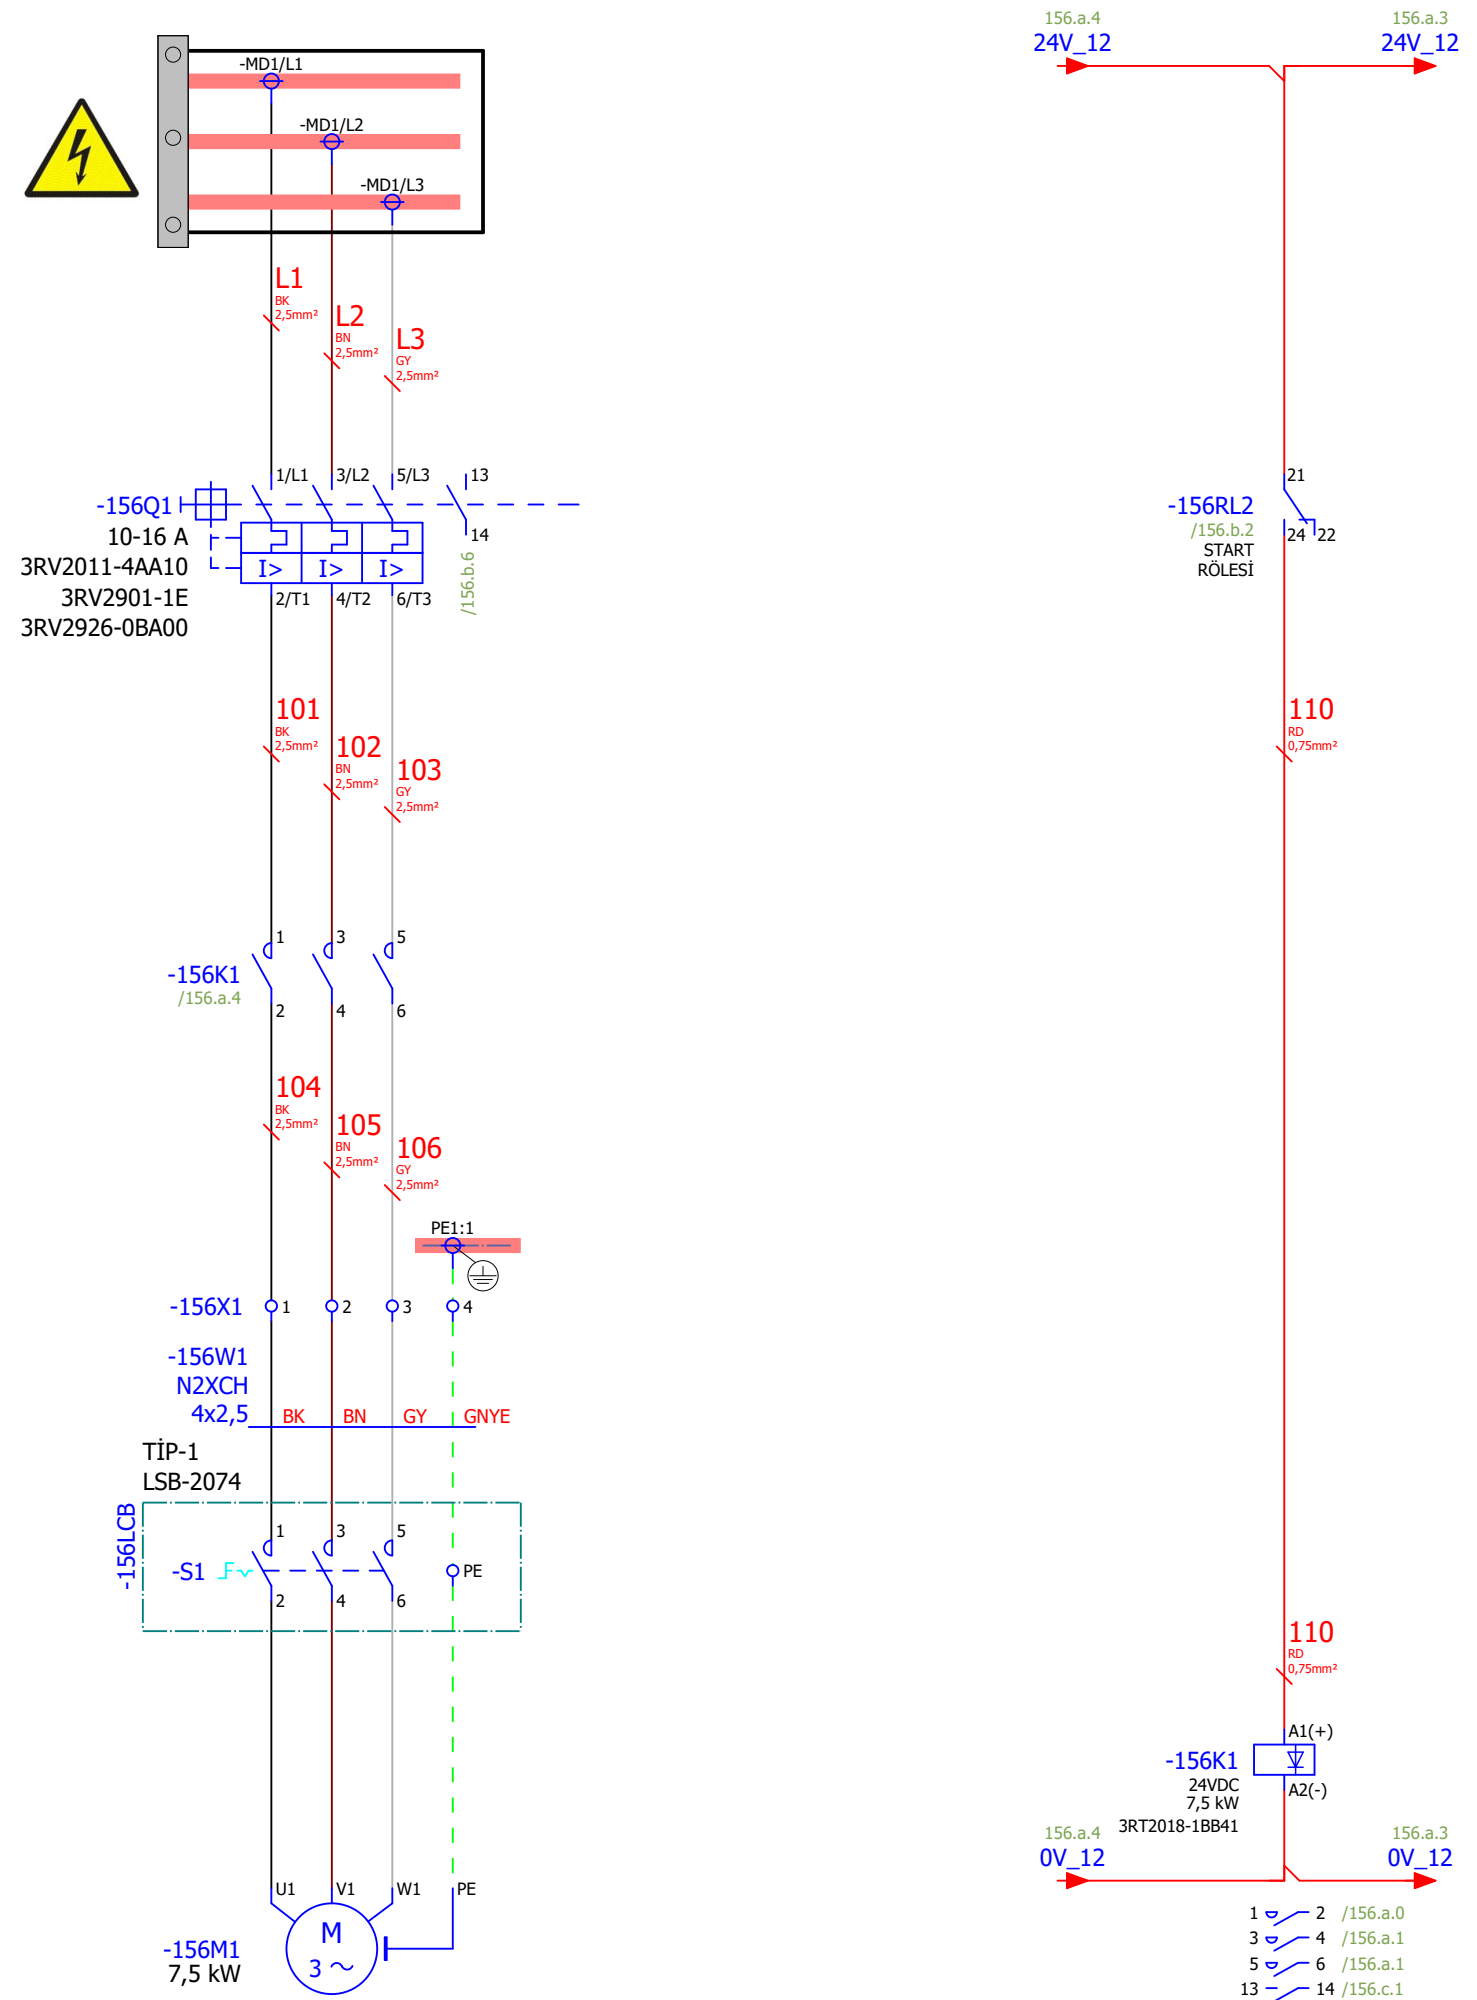 156.a.4
24V_12
156.a.3
24V_12
-MD1/L1
-MD1/L2
-MD1/L3
L1
BK
2,5mm²
L2
BN
2,5mm²
L3
GY
2,5mm²
-156Q1
10-16 A
3RV2011-4AA10
3RV2901-1E
3RV2926-0BA00
1/L1
3/L2
5/L3
13
14
/156.b.6
I>
I>
I>
2/T1
4/T2
6/T3
-156RL2
/156.b.2
START
RÖLESİ
21
24
22
101
BK
2,5mm²
102
BN
2,5mm²
103
GY
2,5mm²
110
RD
0,75mm²
-156K1
/156.a.4
1
3
5
2
4
6
104
BK
2,5mm²
105
BN
2,5mm²
106
GY
2,5mm²
PE1:1
-156X1
1
2
3
4
-156W1
N2XCH
4x2,5
BK
BN
GY
GNYE
TİP-1
LSB-2074
-156LCB
-S1
1
3
5
2
4
6
PE
110
RD
0,75mm²
A1(+)
-156K1
24VDC
7,5 kW
3RT2018-1BB41
A2(-)
156.a.4
0V_12
156.a.3
0V_12
U1
V1
W1
PE
M
3
-156M1
7,5 kW
1 2 /156.a.0
3 4 /156.a.1
5 6 /156.a.1
13 14 /156.c.1